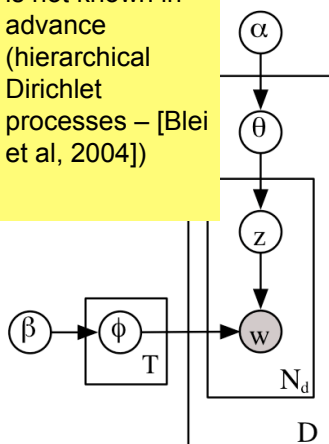 is not known in
advance
(hierarchical
Dirichlet
processes – [Blei
et al, 2004])
α
θ
z
β
ϕ
w
T
N_d
D